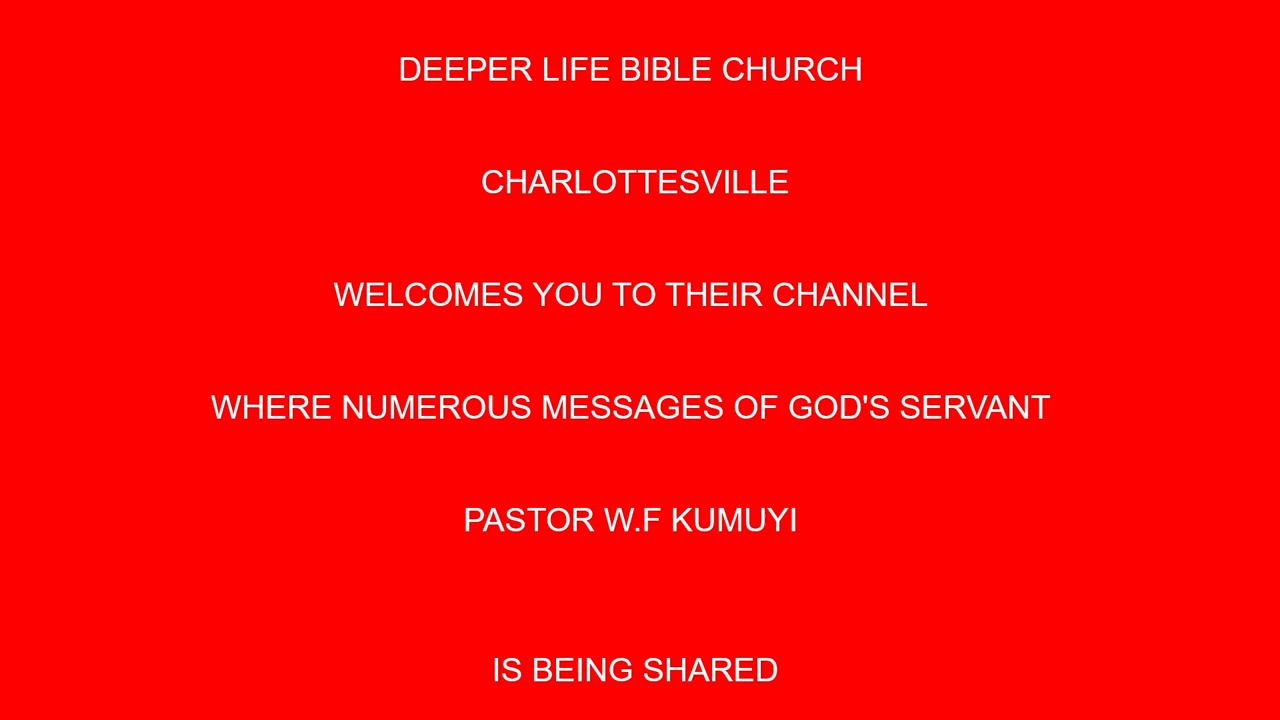 DEEPER LIFE BIBLE CHURCH
CHARLOTTESVILLE
WELCOMES YOU TO THEIR CHANNEL
WHERE NUMEROUS MESSAGES OF GOD'S SERVANT
PASTOR W.F KUMUYI
IS BEING SHARED